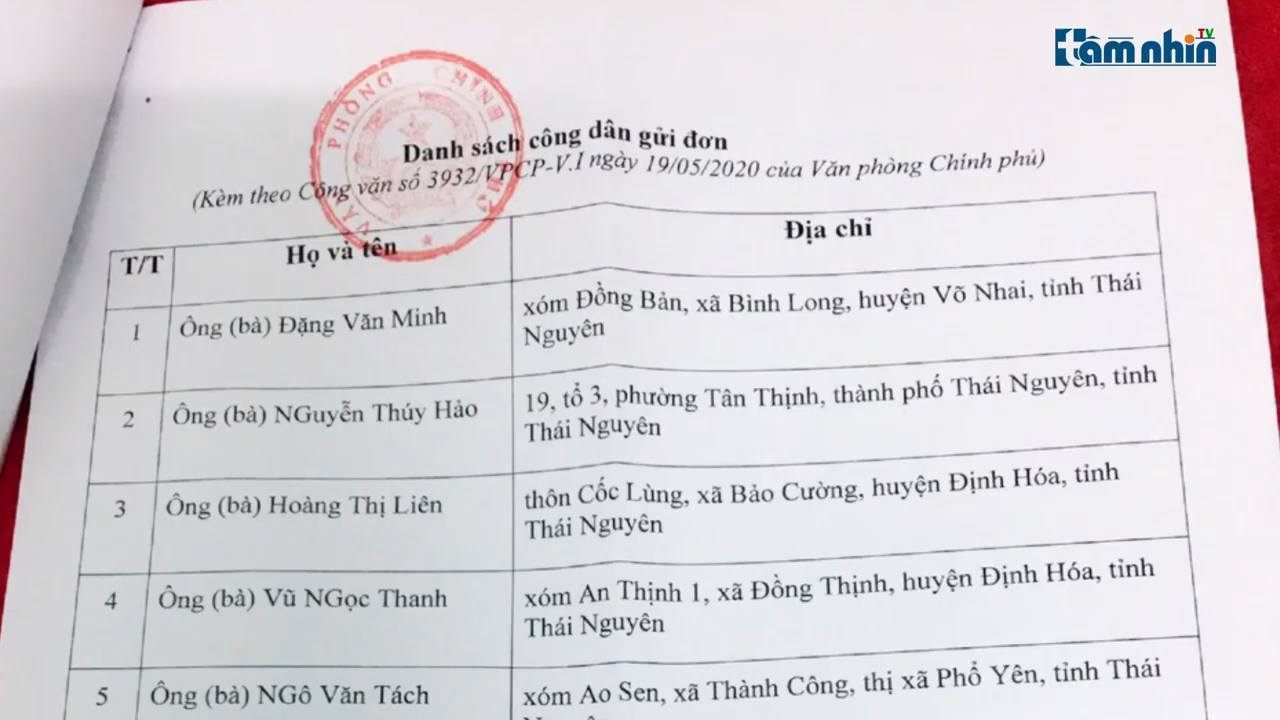 tầm nhìn TV
VĂN PHÒNG CHÍNH PHỦ
Danh sách công dân gửi đơn
(Kèm theo Công văn số 3932/VPCP-V.I ngày 19/05/2020 của Văn phòng Chính phủ)
T/T Họ và tên Địa chỉ
1 Ông (bà) Đặng Văn Minh xóm Đồng Bản, xã Bình Long, huyện Võ Nhai, tỉnh Thái
Nguyên
2 Ông (bà) NGuyễn Thúy Hảo 19, tổ 3, phường Tân Thịnh, thành phố Thái Nguyên, tỉnh
Thái Nguyên
3 Ông (bà) Hoàng Thị Liên thôn Cốc Lùng, xã Bảo Cường, huyện Định Hóa, tỉnh
Thái Nguyên
4 Ông (bà) Vũ NGọc Thanh xóm An Thịnh 1, xã Đồng Thịnh, huyện Định Hóa, tỉnh
Thái Nguyên
5 Ông (bà) NGô Văn Tách xóm Ao Sen, xã Thành Công, thị xã Phổ Yên, tỉnh Thái